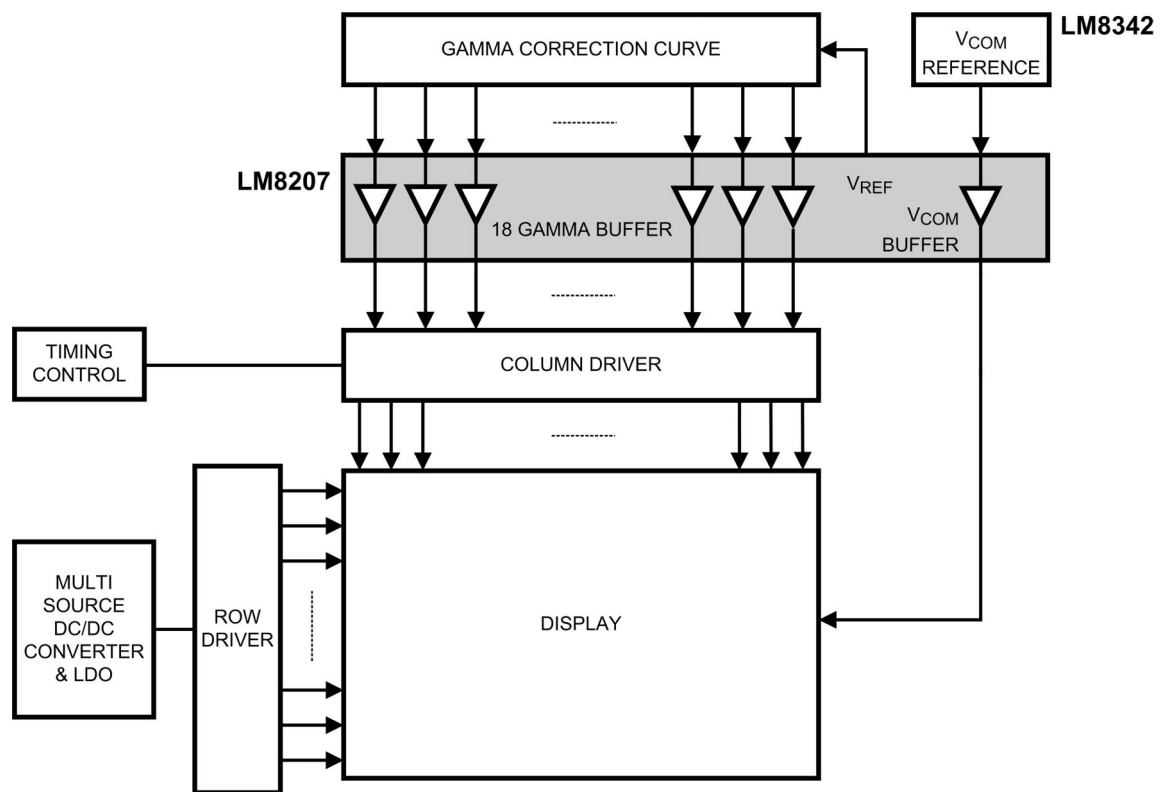 GAMMA CORRECTION CURVE
VCOM
REFERENCE
LM8342
LM8207
18 GAMMA BUFFER
VREF
VCOM
BUFFER
TIMING
CONTROL
COLUMN DRIVER
MULTI
SOURCE
DC/DC
CONVERTER
& LDO
ROW
DRIVER
DISPLAY